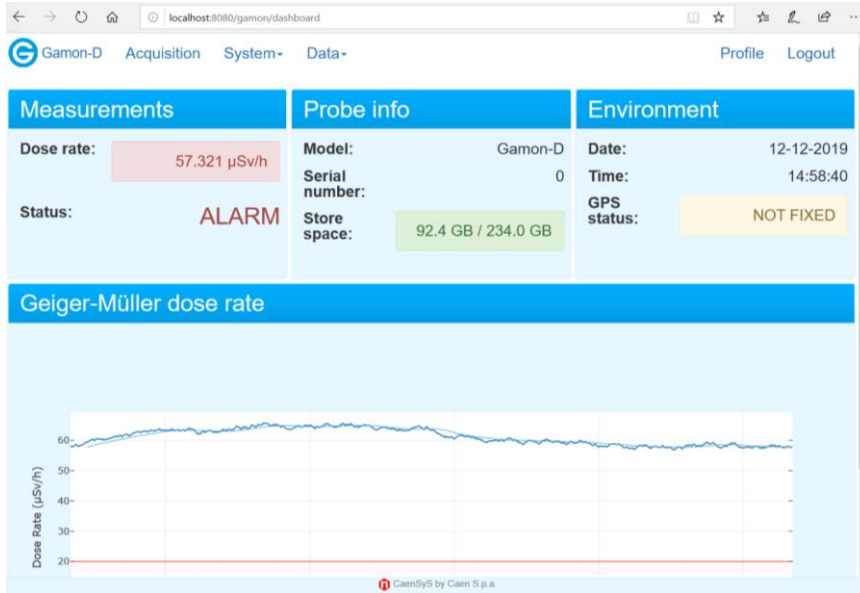 localhost:8080/gamon/dashboard
Gamon-D Acquisition System Data Profile Logout
Measurements
Dose rate: 57.321 µSv/h
Status: ALARM
Probe info
Model: Gamon-D
Serial number: 0
Store space: 92.4 GB / 234.0 GB
Environment
Date: 12-12-2019
Time: 14:58:40
GPS status: NOT FIXED
Geiger-Müller dose rate
Dose Rate (µSv/h)
60
50
40
30
20
CaenSyS by Caen S.p.a.